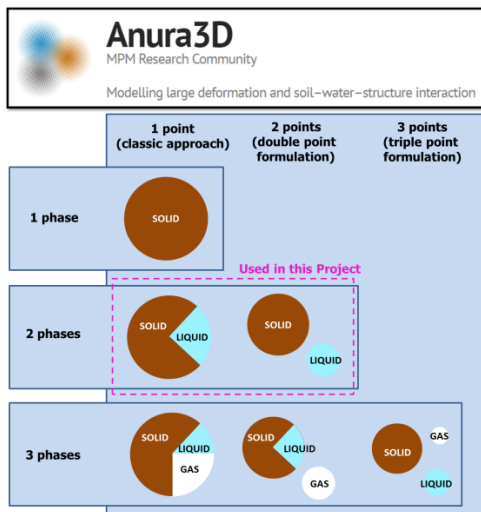 Anura3D
MPM Research Community
Modelling large deformation and soil–water–structure interaction
1 point
(classic approach)
2 points
(double point
formulation)
3 points
(triple point
formulation)
1 phase
SOLID
Used in this Project
2 phases
SOLID
LIQUID
SOLID
LIQUID
3 phases
SOLID
LIQUID
GAS
SOLID
LIQUID
GAS
SOLID
GAS
LIQUID